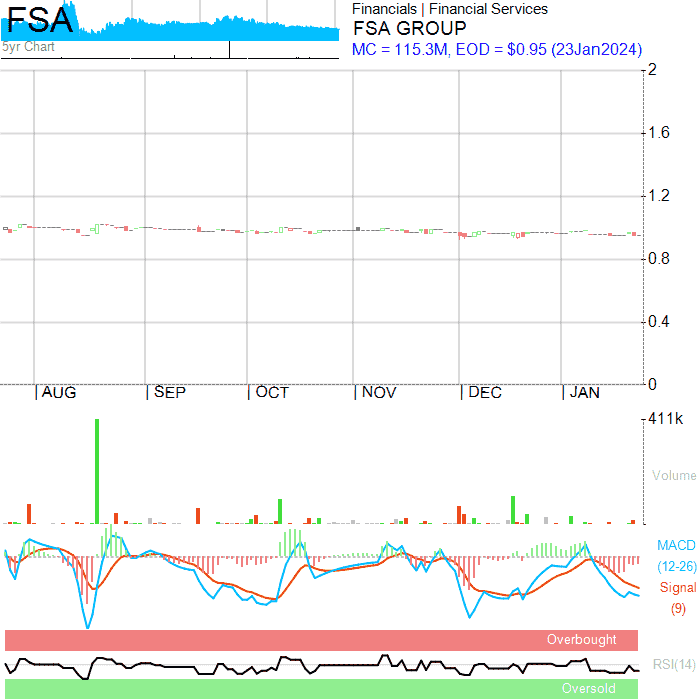 FSA
5yr Chart
Financials | Financial Services
FSA GROUP
MC = 115.3M, EOD = $0.95 (23Jan2024)
2
1.6
1.2
0.8
0.4
0
AUG SEP OCT NOV DEC JAN
411k
Volume
MACD
(12-26)
Signal
(9)
Overbought
RSI(14)
Oversold